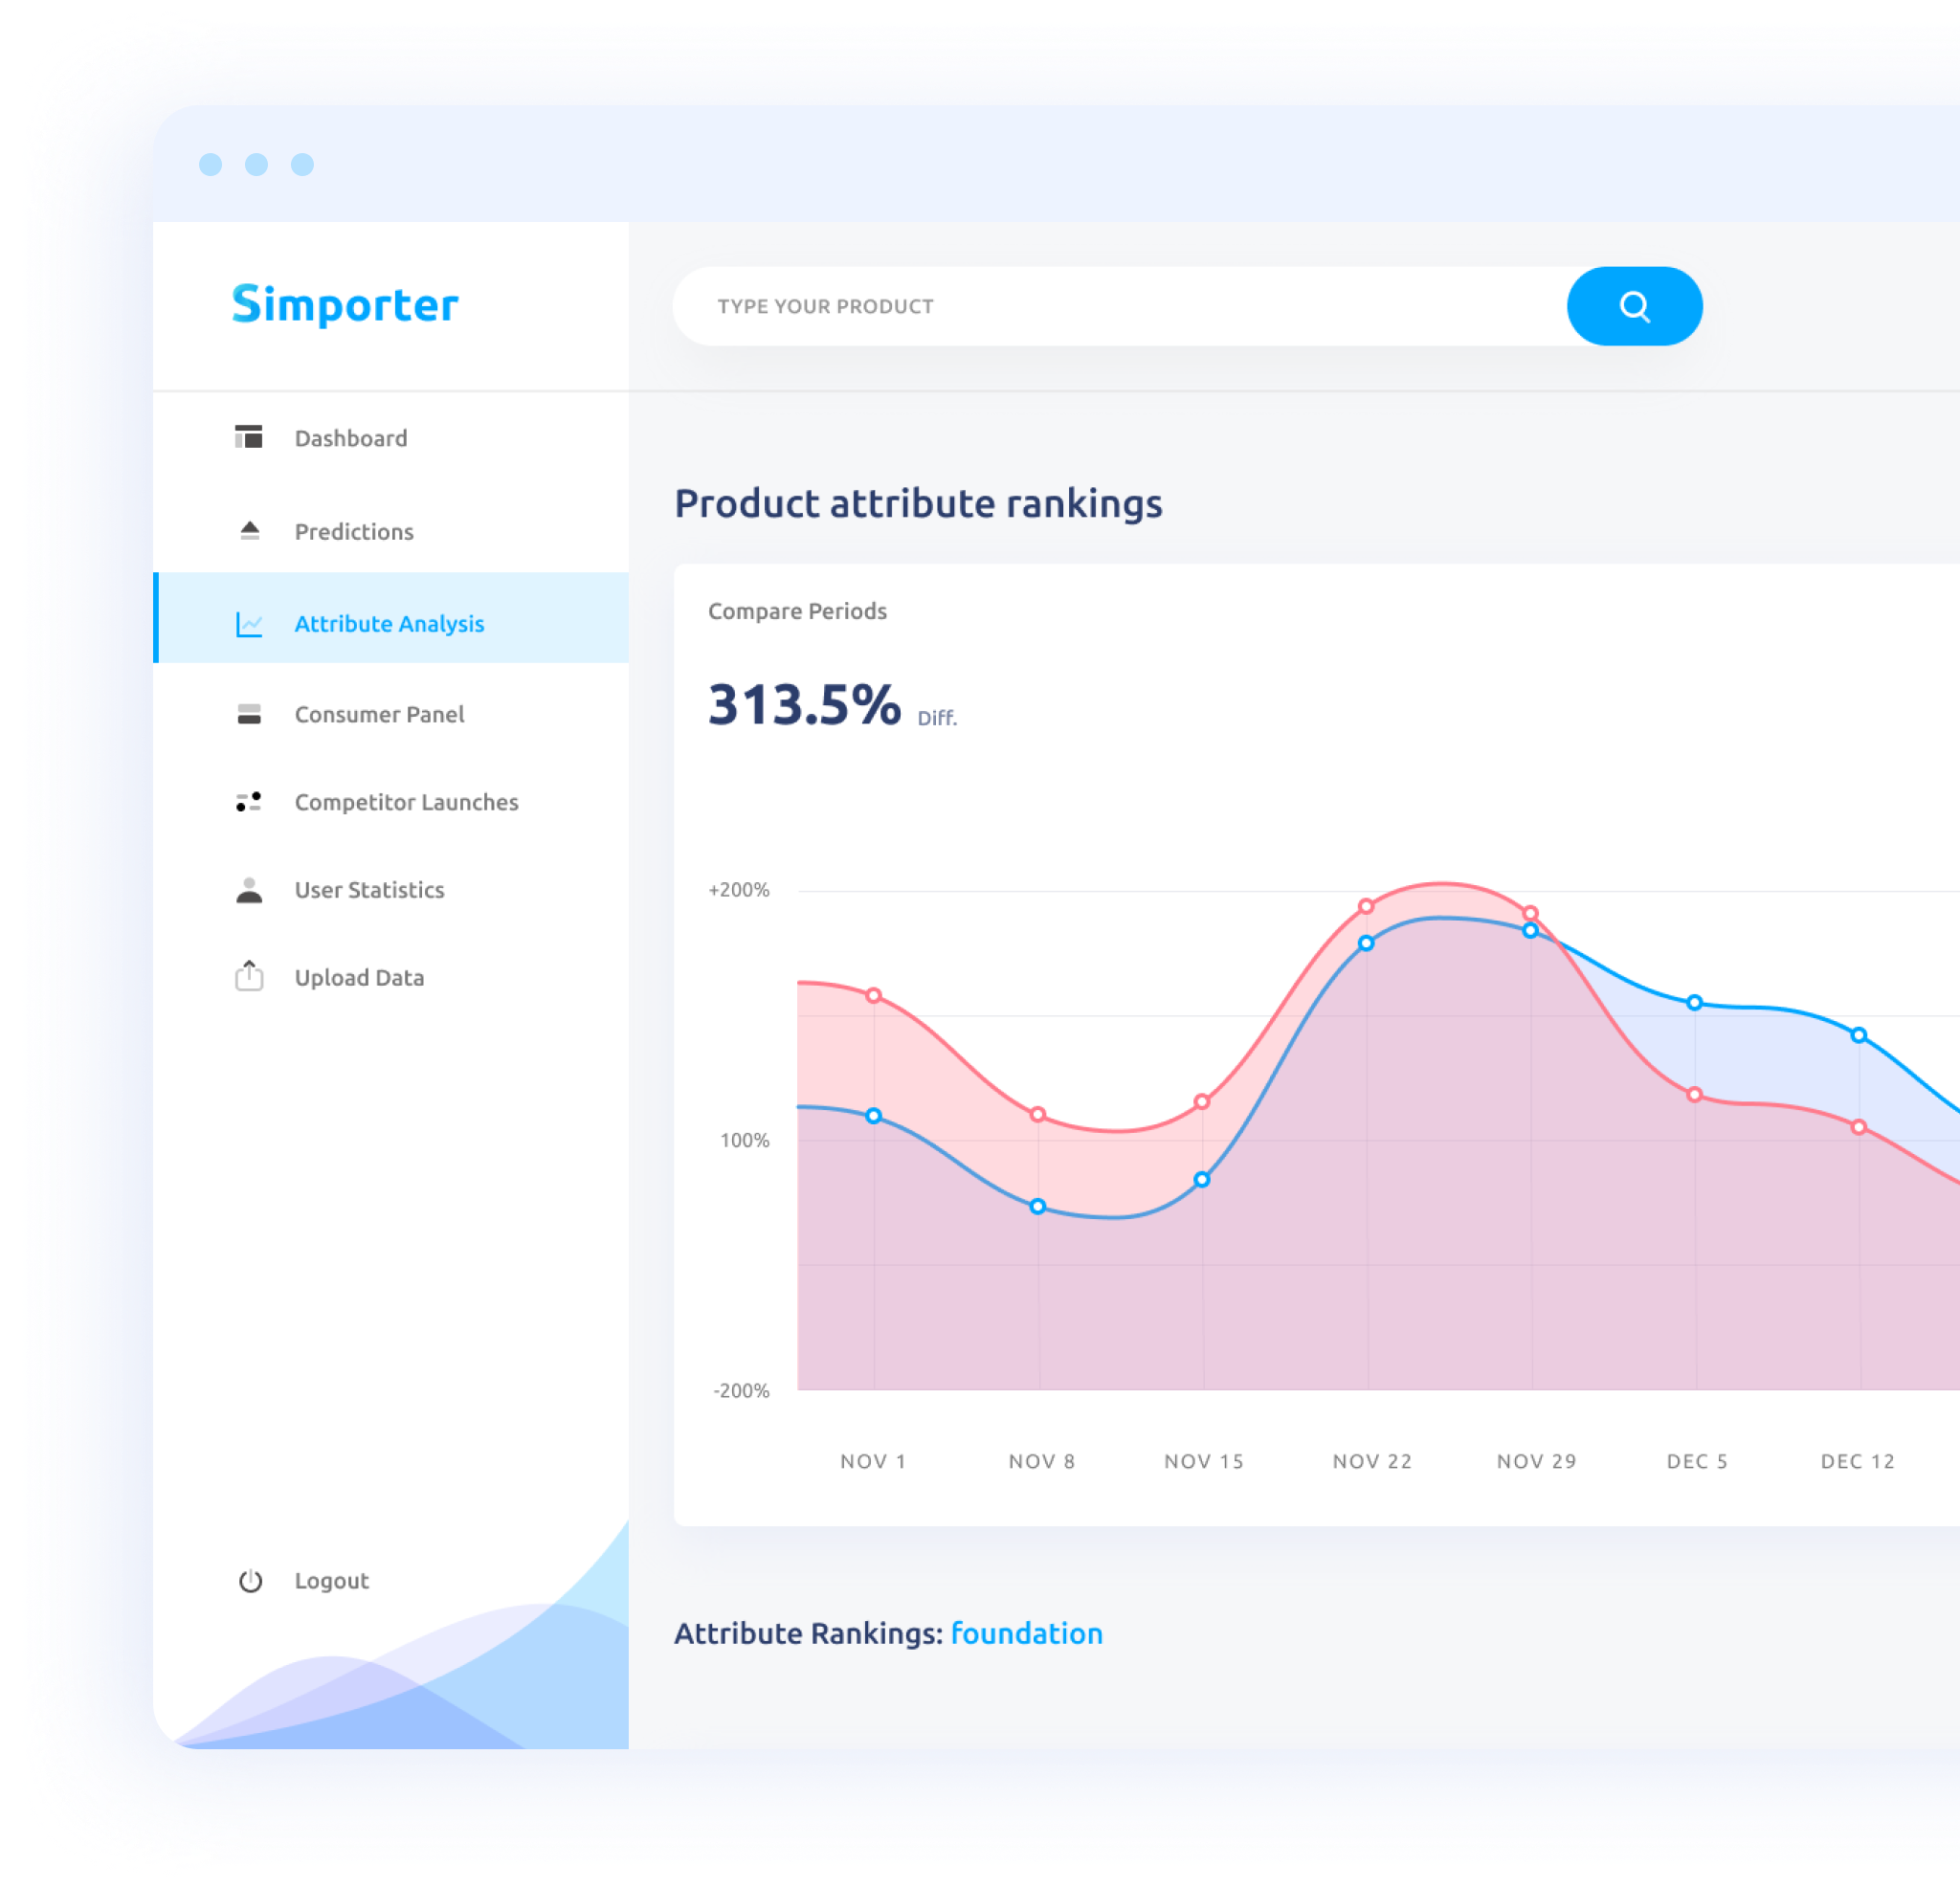 Simporter
TYPE YOUR PRODUCT
Dashboard
Predictions
Attribute Analysis
Consumer Panel
Competitor Launches
User Statistics
Upload Data
Logout
Product attribute rankings
Compare Periods
313.5% Diff.
+200%
100%
-200%
NOV 1 NOV 8 NOV 15 NOV 22 NOV 29 DEC 5 DEC 12
Attribute Rankings: foundation